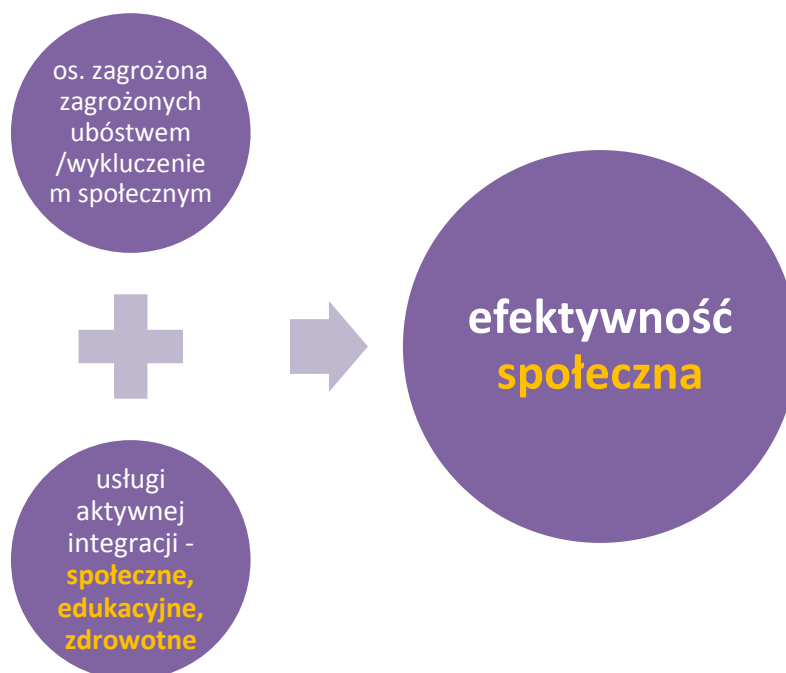 os. zagrożona
zagrożonych
ubóstwem
/wykluczenie
m społecznym
usługi
aktywnej
integracji -
społeczne,
edukacyjne,
zdrowotne
efektywność
społeczna